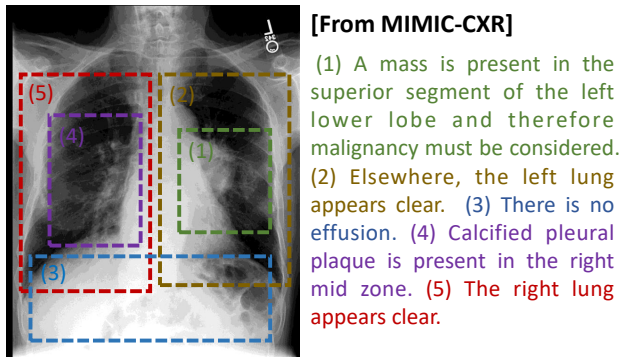 [From MIMIC-CXR]
(1) A mass is present in the
superior segment of the left
lower lobe and therefore
malignancy must be considered.
(2) Elsewhere, the left lung
appears clear. (3) There is no
effusion. (4) Calcified pleural
plaque is present in the right
mid zone. (5) The right lung
appears clear.
L
(5)
(2)
(4)
(1)
(3)